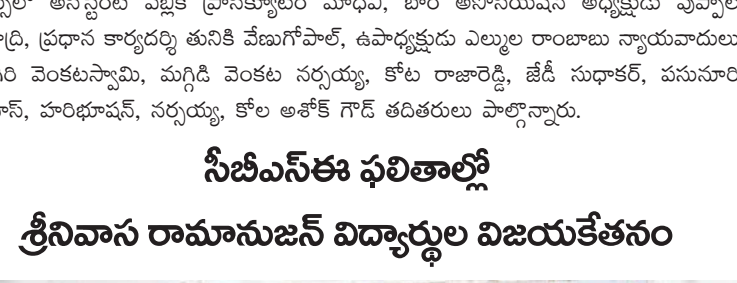 అసిస్టెంట్ పబ్లిక్ ప్రాసిక్యూటర్ మాధవి, బార్ అసోసియేషన్ అధ్యక్షుడు పుప్పాల
ప్రధాన కార్యదర్శి తునికి వేణుగోపాల్, ఉపాధ్యక్షుడు ఎల్ముల రాంబాబు న్యాయవాదులు
వెంకటస్వామి, మగ్గిడి వెంకట నర్సయ్య, కోట రాజారెడ్డి, జేడీ సుధాకర్, పసునూరి
హరిభూషన్, నర్సయ్య, కోల అశోక్ గౌడ్ తదితరులు పాల్గొన్నారు.
సీబీఎస్ఈ ఫలితాల్లో
శ్రీనివాస రామానుజన్ విద్యార్థుల విజయకేతనం